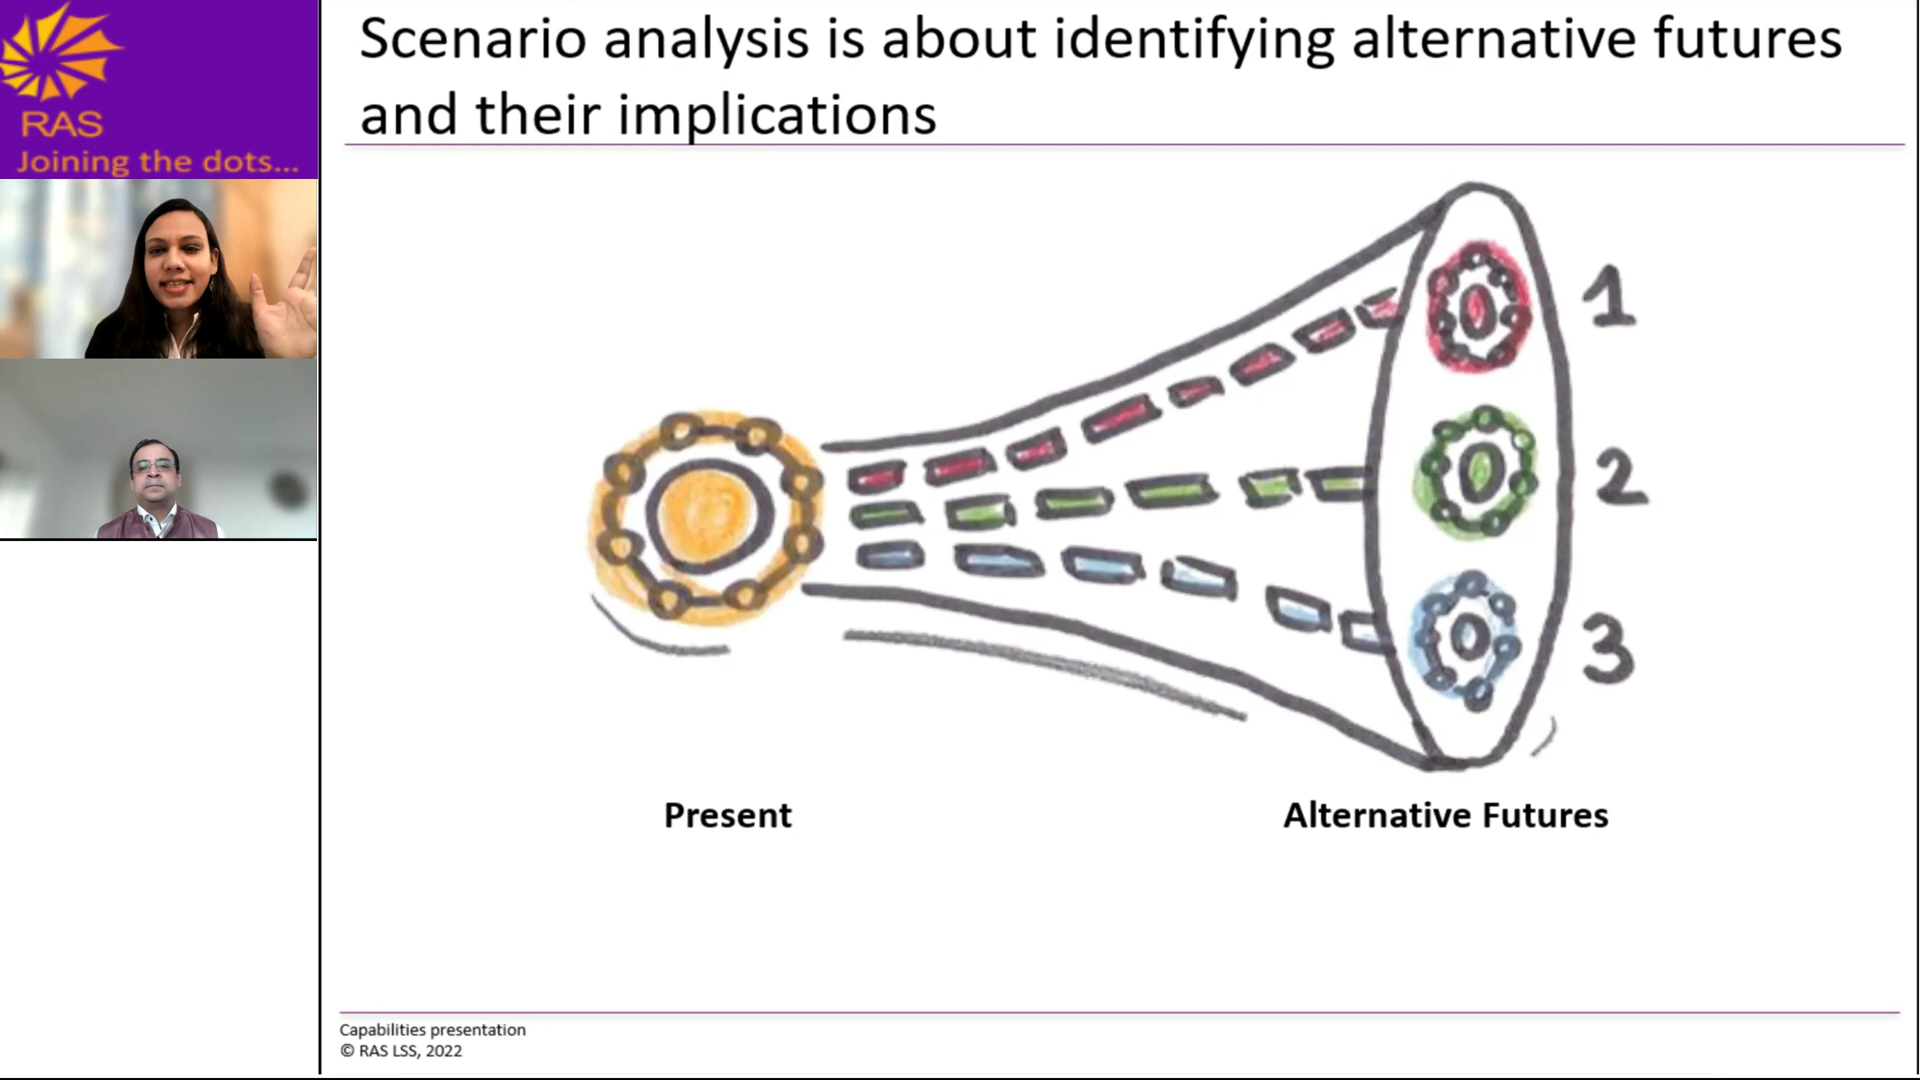 RAS
Joining the dots...
Scenario analysis is about identifying alternative futures
and their implications
1
2
3
Present
Alternative Futures
Capabilities presentation
© RAS LSS, 2022